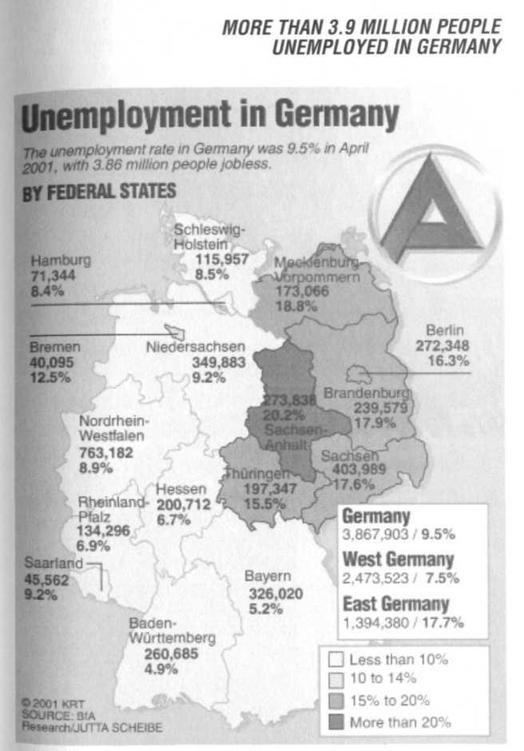 MORE THAN 3.9 MILLION PEOPLE
UNEMPLOYED IN GERMANY
Unemployment in Germany
The unemployment rate in Germany was 9.5% in April
2001, with 3.86 million people jobless.
BY FEDERAL STATES
Schleswig-
Holstein
115,957
8.5%
Hamburg
71,344
8.4%
Mecklenburg-
Vorpommern
173,066
18.8%
Bremen
40,095
12.5%
Niedersachsen
349,883
9.2%
Berlin
272,348
16.3%
273,838
20.2%
Sachsen-
Anhalt
Brandenburg
239,579
17.9%
Nordrhein-
Westfalen
763,182
8.9%
Sachsen
403,989
17.6%
Thüringen
197,347
15.5%
Hessen
200,712
6.7%
Rheinland-
Pfalz
134,296
6.9%
Saarland
45,562
9.2%
Bayern
326,020
5.2%
Baden-
Württemberg
260,685
4.9%
Germany
3,867,903 / 9.5%
West Germany
2,473,523 / 7.5%
East Germany
1,394,380 / 17.7%
Less than 10%
10 to 14%
15% to 20%
More than 20%
© 2001 KRT
SOURCE: BfA
Research/JUTTA SCHEIBE